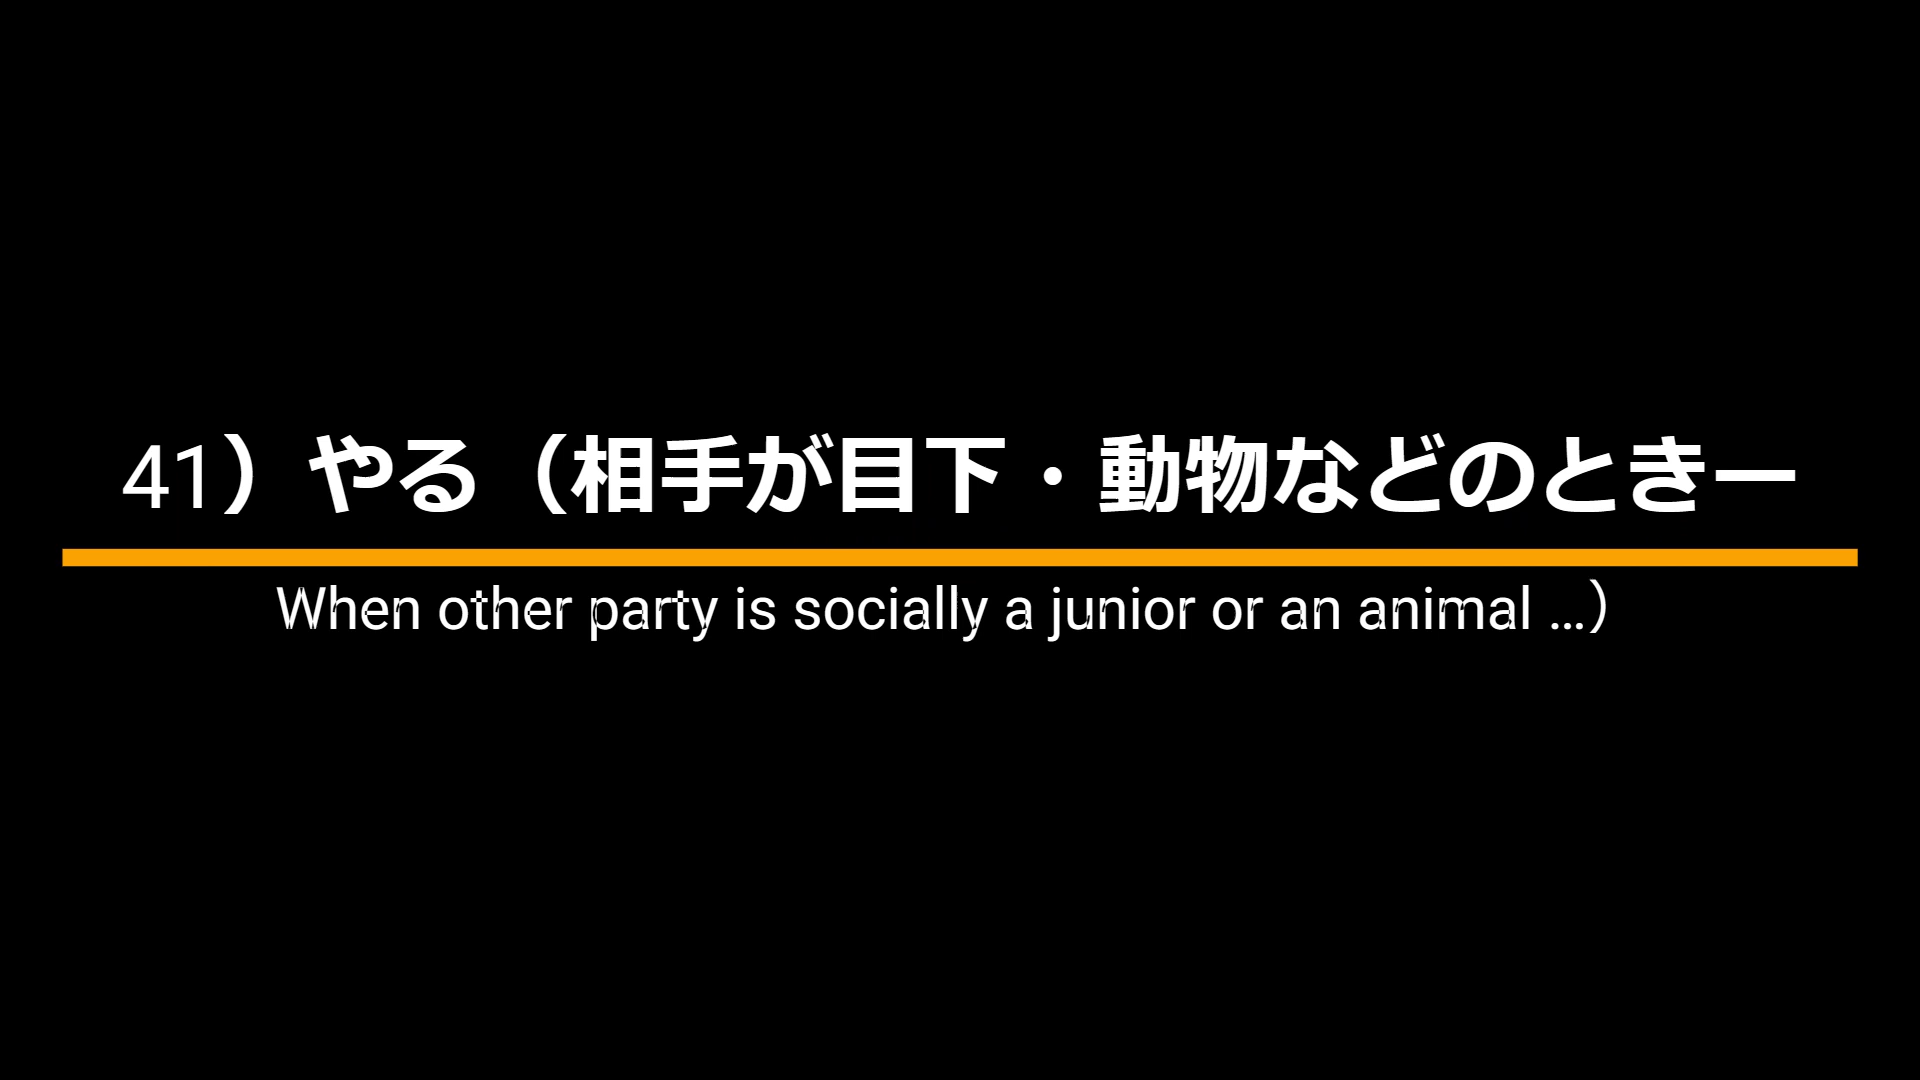 41）やる（相手が目下・動物などのときー
When other party is socially a junior or an animal ...）